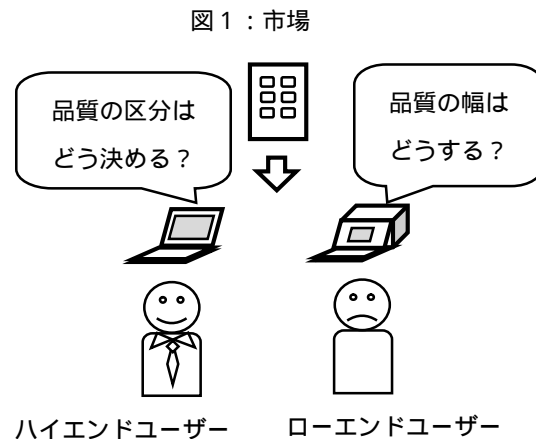 図1:市場
品質の区分は
どう決める?
品質の幅は
どうする?
ハイエンドユーザー
ローエンドユーザー